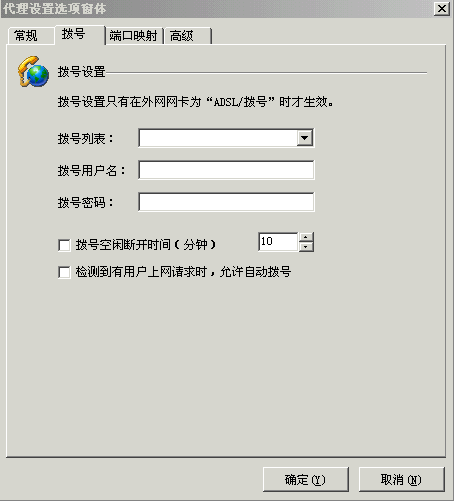 代理设置选项窗体
常规 拨号 端口映射 高级
拨号设置
拨号设置只有在外网网卡为“ADSL/拨号”时才生效。
拨号列表：
拨号用户名：
拨号密码：
拨号空闲断开时间(分钟) 10
检测到有用户上网请求时,允许自动拨号
确定(Y) 取消(N)